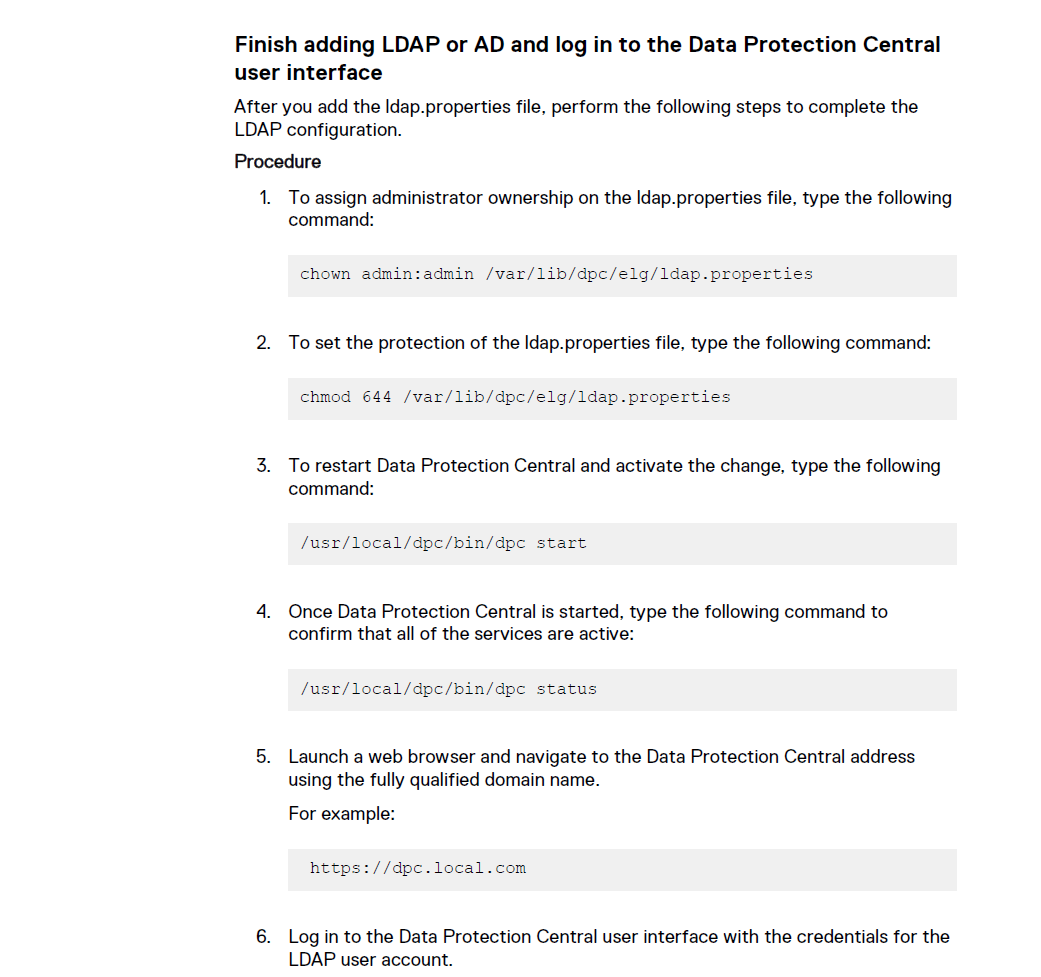 Finish adding LDAP or AD and log in to the Data Protection Central
user interface
After you add the ldap.properties file, perform the following steps to complete the
LDAP configuration.
Procedure
1. To assign administrator ownership on the ldap.properties file, type the following
command:
chown admin:admin /var/lib/dpc/elg/ldap.properties
2. To set the protection of the ldap.properties file, type the following command:
chmod 644 /var/lib/dpc/elg/ldap.properties
3. To restart Data Protection Central and activate the change, type the following
command:
/usr/local/dpc/bin/dpc start
4. Once Data Protection Central is started, type the following command to
confirm that all of the services are active:
/usr/local/dpc/bin/dpc status
5. Launch a web browser and navigate to the Data Protection Central address
using the fully qualified domain name.
For example:
https://dpc.local.com
6. Log in to the Data Protection Central user interface with the credentials for the
LDAP user account.